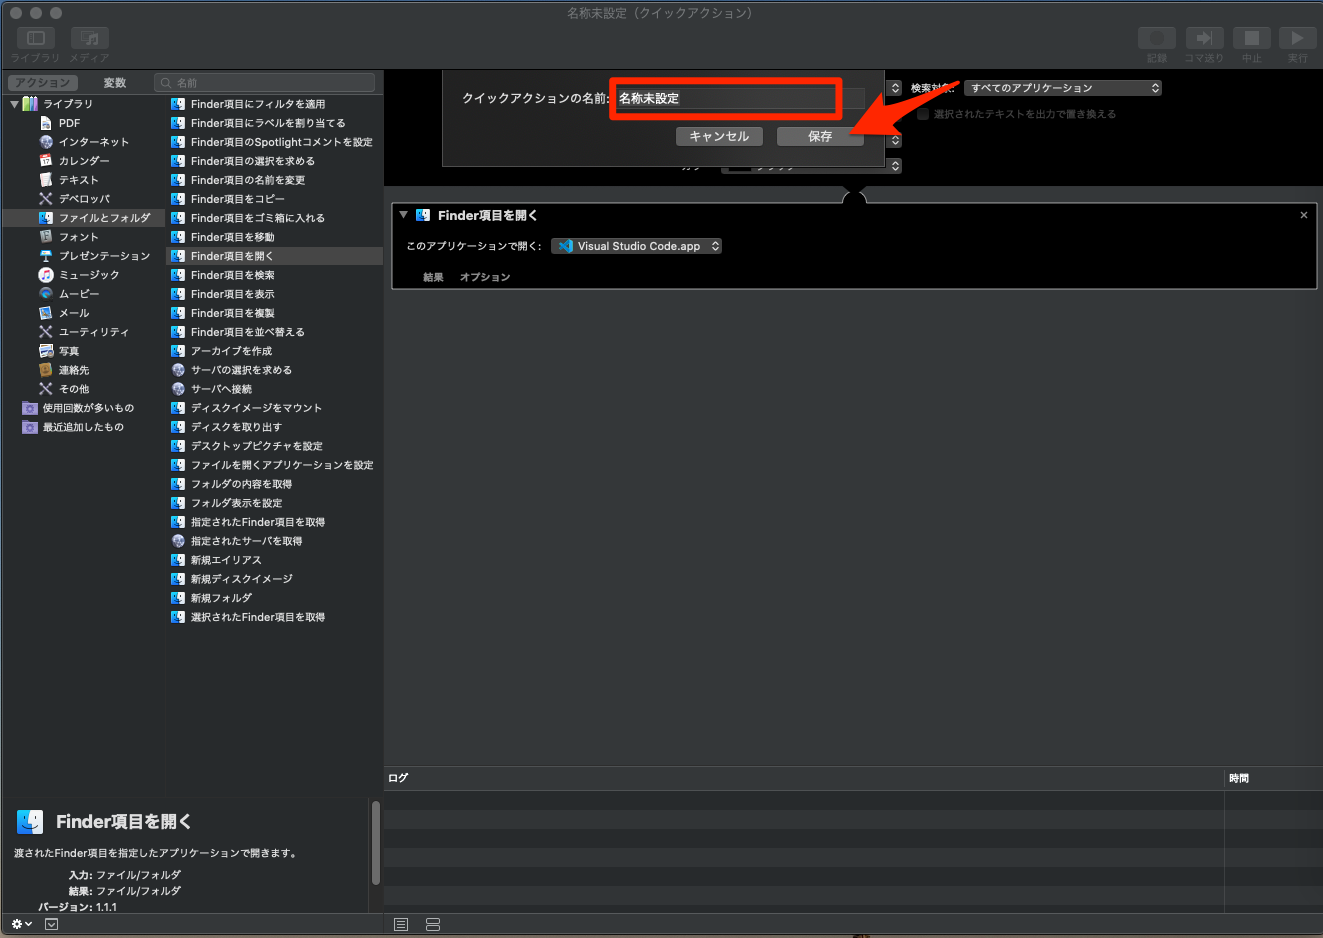 名称未設定（クイックアクション）
ライブラリ
メディア
記録
コマ送り
中止
実行
アクション
変数
名前
ライブラリ
PDF
インターネット
カレンダー
テキスト
デベロッパ
ファイルとフォルダ
フォント
プレゼンテーション
ミュージック
ムービー
メール
ユーティリティ
写真
連絡先
その他
使用回数が多いもの
最近追加したもの
Finder項目にフィルタを適用
Finder項目にラベルを割り当てる
Finder項目のSpotlightコメントを設定
Finder項目の選択を求める
Finder項目の名前を変更
Finder項目をコピー
Finder項目をゴミ箱に入れる
Finder項目を移動
Finder項目を開く
Finder項目を検索
Finder項目を表示
Finder項目を複製
Finder項目を並べ替える
アーカイブを作成
サーバの選択を求める
サーバへ接続
ディスクイメージをマウント
ディスクを取り出す
デスクトップピクチャを設定
ファイルを開くアプリケーションを設定
フォルダの内容を取得
フォルダ表示を設定
指定されたFinder項目を取得
指定されたサーバを取得
新規エイリアス
新規ディスクイメージ
新規フォルダ
選択されたFinder項目を取得
クイックアクションの名前: 名称未設定
キャンセル
保存
検索対象: すべてのアプリケーション
選択されたテキストを出力で置き換える
Finder項目を開く
このアプリケーションで開く: Visual Studio Code.app
結果
オプション
ログ
時間
Finder項目を開く
渡されたFinder項目を指定したアプリケーションで開きます。
入力: ファイル/フォルダ
結果: ファイル/フォルダ
バージョン: 1.1.1